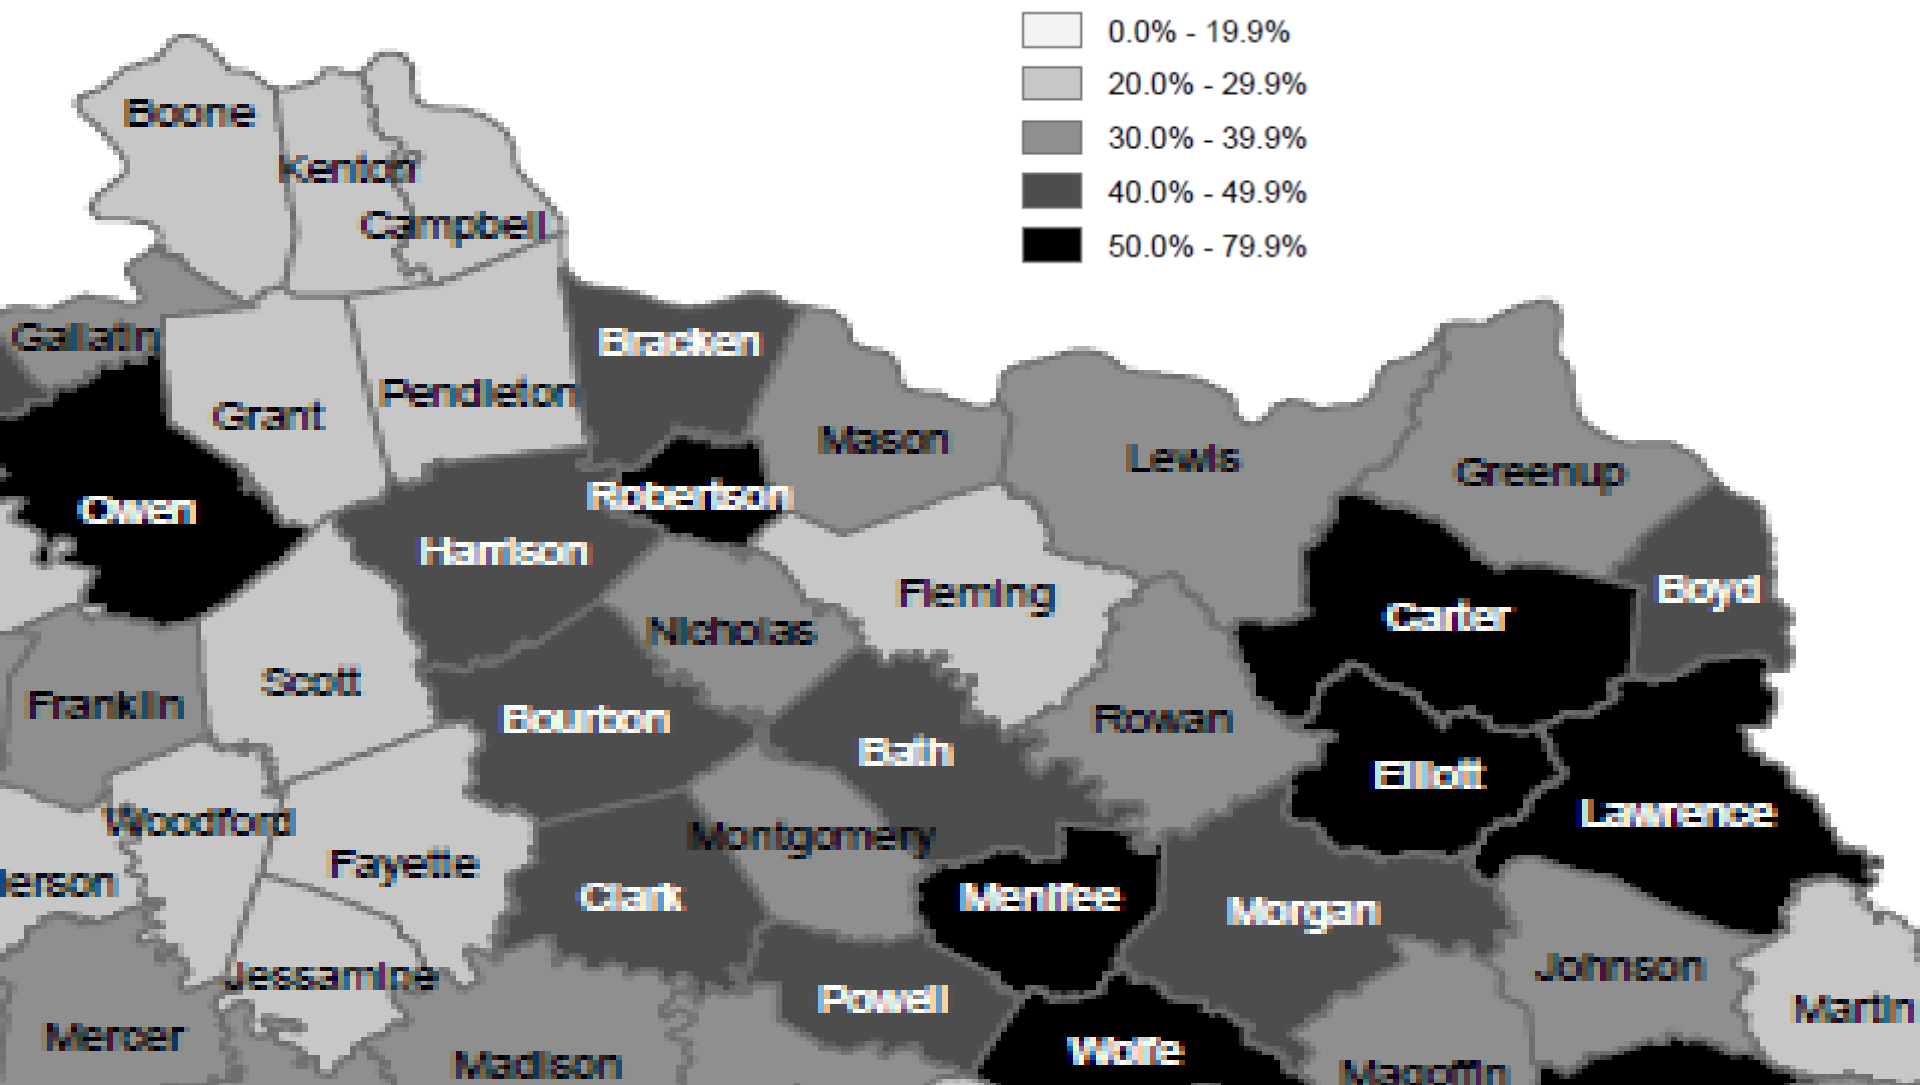 0.0% - 19.9%
20.0% - 29.9%
30.0% - 39.9%
40.0% - 49.9%
50.0% - 79.9%
Boone
Kenton
Campbell
Gallatin
Bracken
Pendleton
Grant
Mason
Lewis
Greenup
Owen
Robertson
Harrison
Fleming
Boyd
Carter
Nicholas
Scott
Franklin
Bourbon
Rowan
Bath
Elliott
Lawrence
Woodford
Montgomery
Fayette
erson
Clark
Menifee
Morgan
Johnson
Jessamine
Powell
Martin
Mercer
Wolfe
Madison
Magoffin